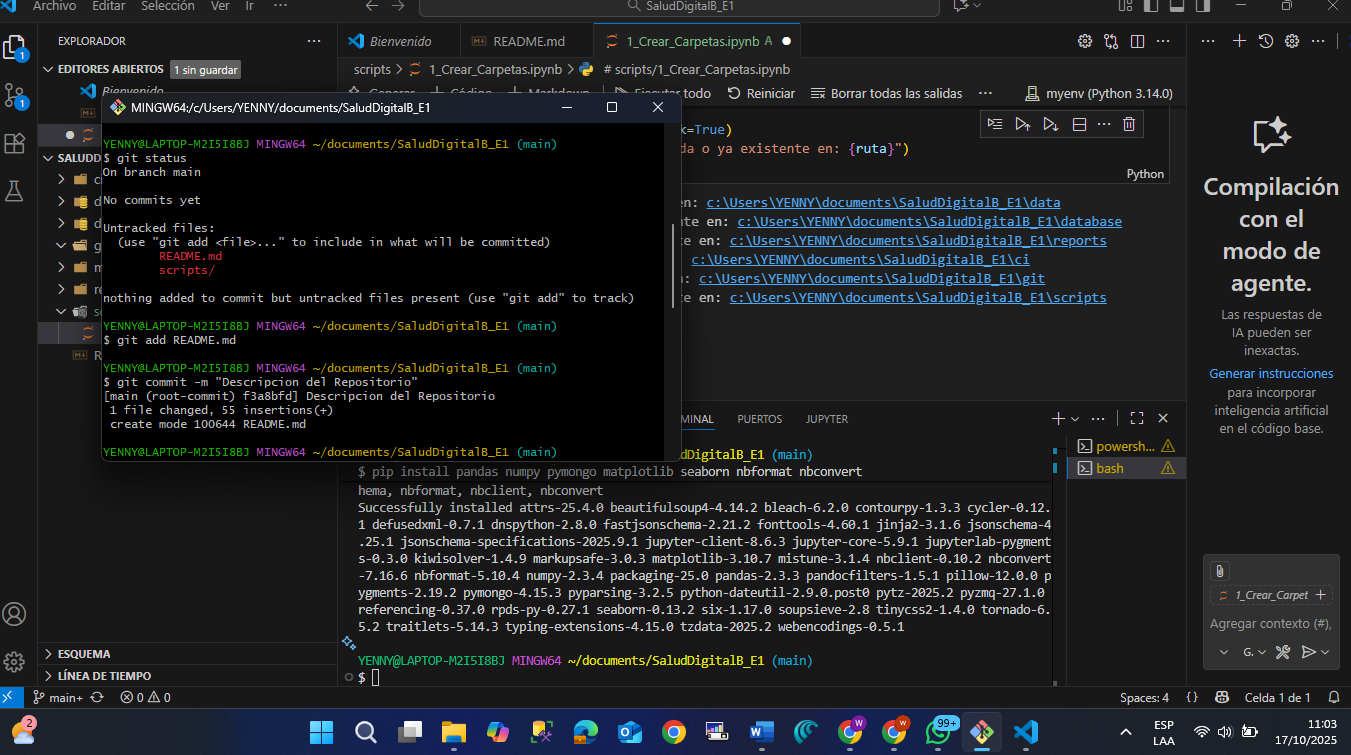 Archivo Editar Selección Ver Ir ···
SaludDigitalB_E1
EXPLORADOR ···
EDITORES ABIERTOS 1 sin guardar
Bienvenido
SALUDD
ESQUEMA
LÍNEA DE TIEMPO
Bienvenido README.md 1_Crear_Carpetas.ipynb A
scripts > 1_Crear_Carpetas.ipynb > # scripts/1_Crear_Carpetas.ipynb
Generar + Código + Markdown Ejecutar todo Reiniciar Borrar todas las salidas ··· myenv (Python 3.14.0)
k=True)
da o ya existente en: {ruta}")
Python
en: c:\Users\YENNY\documents\SaludDigitalB_E1\data
te en: c:\Users\YENNY\documents\SaludDigitalB_E1\database
te en: c:\Users\YENNY\documents\SaludDigitalB_E1\reports
c:\Users\YENNY\documents\SaludDigitalB_E1\ci
: c:\Users\YENNY\documents\SaludDigitalB_E1\git
te en: c:\Users\YENNY\documents\SaludDigitalB_E1\scripts
MINGW64:/c/Users/YENNY/documents/SaludDigitalB_E1
YENNY@LAPTOP-M2I5I8BJ MINGW64 ~/documents/SaludDigitalB_E1 (main)
$ git status
On branch main
No commits yet
Untracked files:
(use "git add <file>..." to include in what will be committed)
README.md
scripts/
nothing added to commit but untracked files present (use "git add" to track)
YENNY@LAPTOP-M2I5I8BJ MINGW64 ~/documents/SaludDigitalB_E1 (main)
$ git add README.md
YENNY@LAPTOP-M2I5I8BJ MINGW64 ~/documents/SaludDigitalB_E1 (main)
$ git commit -m "Descripcion del Repositorio"
[main (root-commit) f3a8bfd] Descripcion del Repositorio
1 file changed, 55 insertions(+)
create mode 100644 README.md
YENNY@LAPTOP-M2I5I8BJ MINGW64 ~/documents/SaludDigitalB_E1 (main)
MINAL PUERTOS JUPYTER
udDigitalB_E1 (main)
$ pip install pandas numpy pymongo matplotlib seaborn nbformat nbconvert
hema, nbformat, nbclient, nbconvert
Successfully installed attrs-25.4.0 beautifulsoup4-4.14.2 bleach-6.2.0 contourpy-1.3.3 cycler-0.12.
1 defusedxml-0.7.1 dnspython-2.8.0 fastjsonschema-2.21.2 fonttools-4.60.1 jinja2-3.1.6 jsonschema-4
.25.1 jsonschema-specifications-2025.9.1 jupyter-client-8.6.3 jupyter-core-5.9.1 jupyterlab-pygment
s-0.3.0 kiwisolver-1.4.9 markupsafe-3.0.3 matplotlib-3.10.7 mistune-3.1.4 nbclient-0.10.2 nbconvert
-7.16.6 nbformat-5.10.4 numpy-2.3.4 packaging-25.0 pandas-2.3.3 pandocfilters-1.5.1 pillow-12.0.0 p
ygments-2.19.2 pymongo-4.15.3 pyparsing-3.2.5 python-dateutil-2.9.0.post0 pytz-2025.2 pyzmq-27.1.0
referencing-0.37.0 rpds-py-0.27.1 seaborn-0.13.2 six-1.17.0 soupsieve-2.8 tinycss2-1.4.0 tornado-6.
5.2 traitlets-5.14.3 typing-extensions-4.15.0 tzdata-2025.2 webencodings-0.5.1
YENNY@LAPTOP-M2I5I8BJ MINGW64 ~/documents/SaludDigitalB_E1 (main)
$
powersh...
bash
Compilación
con el
modo de
agente.
Las respuestas de
IA pueden ser
inexactas.
Generar instrucciones
para incorporar
inteligencia artificial
en el código base.
1_Crear_Carpet +
Agregar contexto (#),
G.
main+ 0 0 Spaces: 4 {} Celda 1 de 1
2 99+ ESP
LAA
11:03
17/10/2025